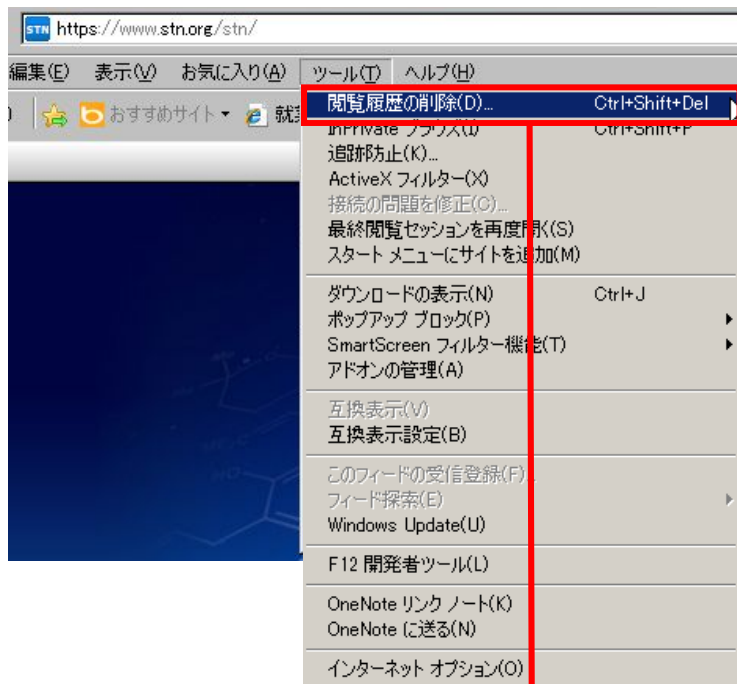 STN https://www.stn.org/stn/
編集(E) 表示(V) お気に入り(A) ツール(T) ヘルプ(H)
おすすめサイト
閲覧履歴の削除(D)... Ctrl+Shift+Del
InPrivate ブラウズ(I) Ctrl+Shift+P
追跡防止(K)...
ActiveX フィルター(X)
接続の問題を修正(C)...
最終閲覧セッションを再度開く(S)
スタート メニューにサイトを追加(M)
ダウンロードの表示(N) Ctrl+J
ポップアップ ブロック(P)
SmartScreen フィルター機能(T)
アドオンの管理(A)
互換表示(V)
互換表示設定(B)
このフィードの受信登録(F)...
フィード探索(E)
Windows Update(U)
F12 開発者ツール(L)
OneNote リンク ノート(K)
OneNote に送る(N)
インターネット オプション(O)